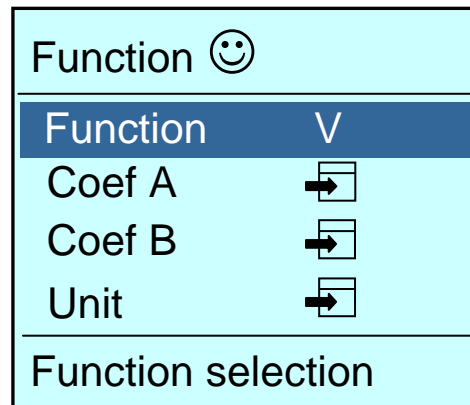 Function ☺
Function V
Coef A
Coef B
Unit
Function selection